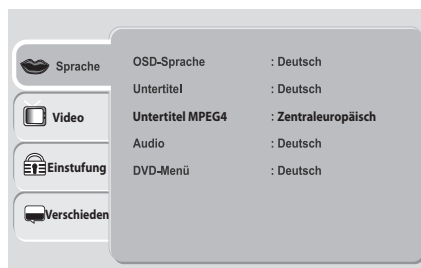 Sprache
Video
Einstufung
Verschieden
OSD-Sprache : Deutsch
Untertitel : Deutsch
Untertitel MPEG4 : Zentraleuropäisch
Audio : Deutsch
DVD-Menü : Deutsch